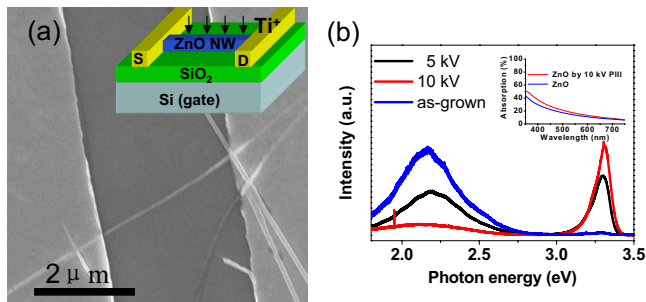 (a)
Ti+
ZnO NW
S
D
SiO2
Si (gate)
2 μ m
(b)
5 kV
10 kV
as-grown
Intensity (a.u.)
Absorption (%)
100
80
60
40
20
0
ZnO by 10 kV PIII
ZnO
400 500 600 700
Wavelength (nm)
2.0 2.5 3.0 3.5
Photon energy (eV)